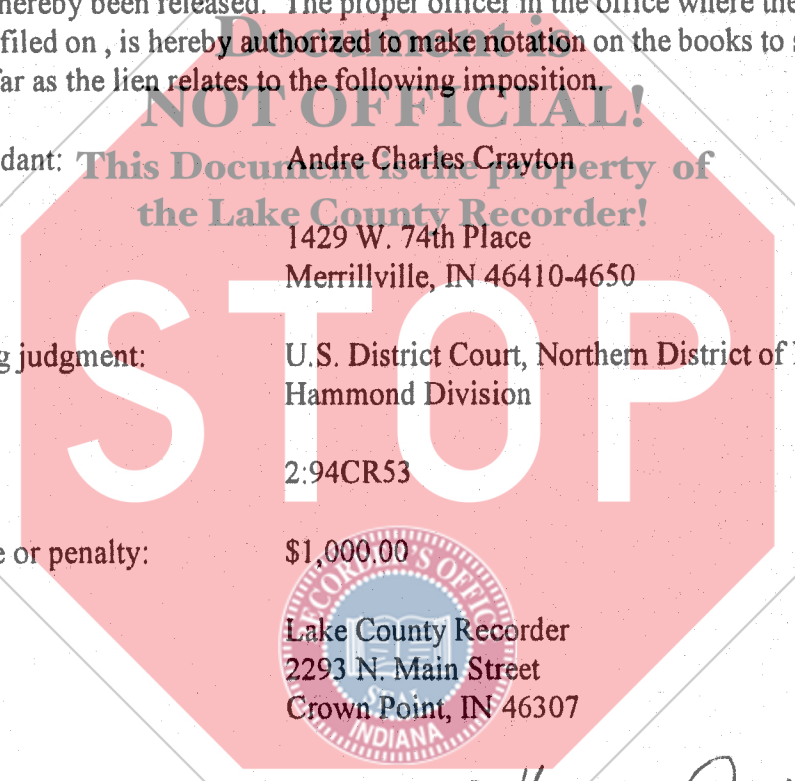 hereby been released. The proper officer in the office where the
filed on , is hereby authorized to make notation on the books to
far as the lien relates to the following imposition.
Document is
NOT OFFICIAL!
This Document is the property of
the Lake County Recorder!
dant: Andre Charles Crayton
1429 W. 74th Place
Merrillville, IN 46410-4650
STOP
g judgment: U.S. District Court, Northern District of
Hammond Division
2:94CR53
e or penalty: $1,000.00
Lake County Recorder
2293 N. Main Street
Crown Point, IN 46307
RECORDER'S OFFICE
SEAL
INDIANA